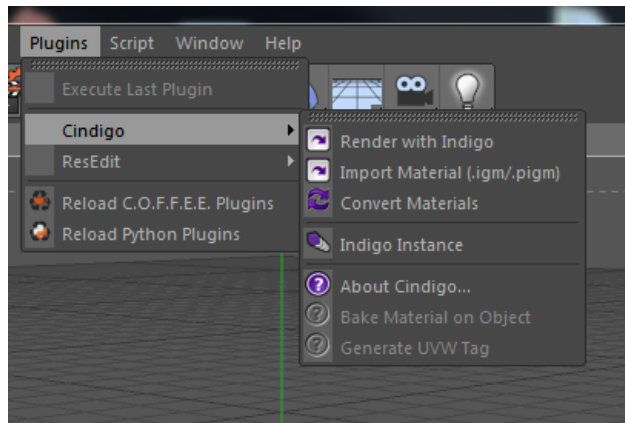 Plugins Script Window Help
Execute Last Plugin
Cindigo
ResEdit
Reload C.O.F.F.E.E. Plugins
Reload Python Plugins
Render with Indigo
Import Material (.igm/.pigm)
Convert Materials
Indigo Instance
About Cindigo...
Bake Material on Object
Generate UVW Tag